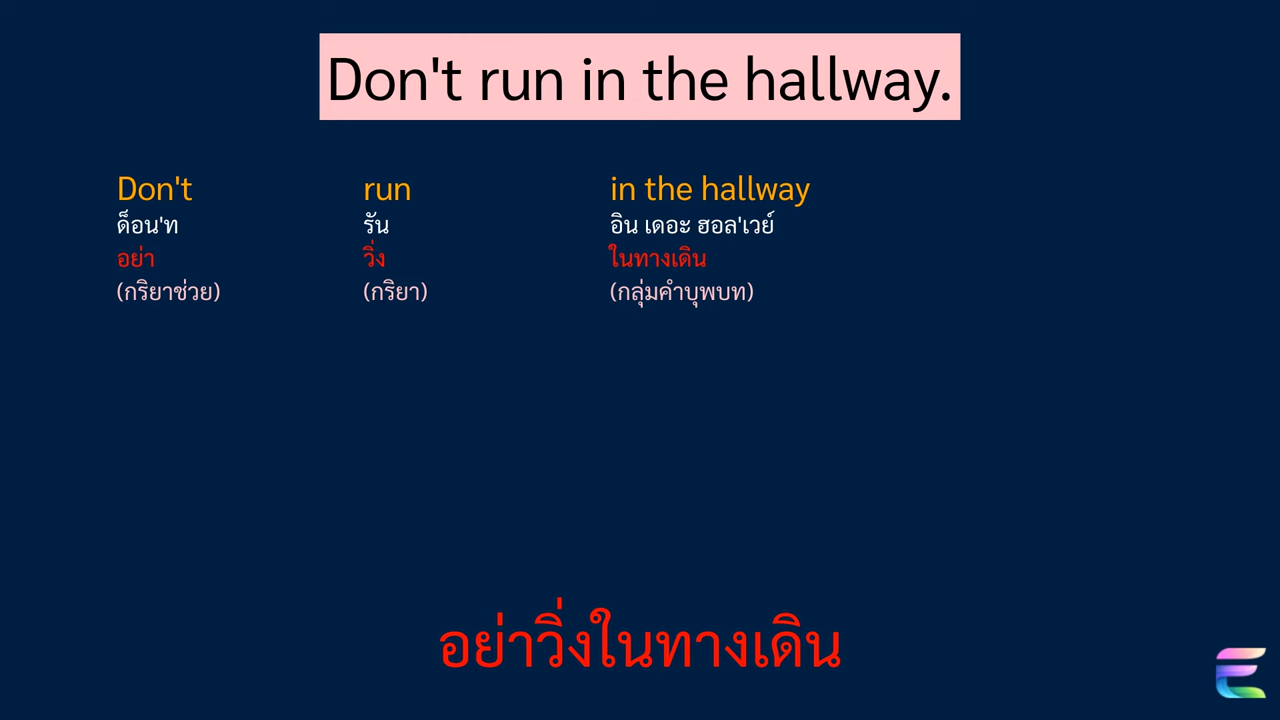 Don't run in the hallway.
Don't run in the hallway
ด็อน'ท รัน อิน เดอะ ฮอล'เวย์
อย่า วิ่ง ในทางเดิน
(กริยาช่วย) (กริยา) (กลุ่มคำบุพบท)
อย่าวิ่งในทางเดิน